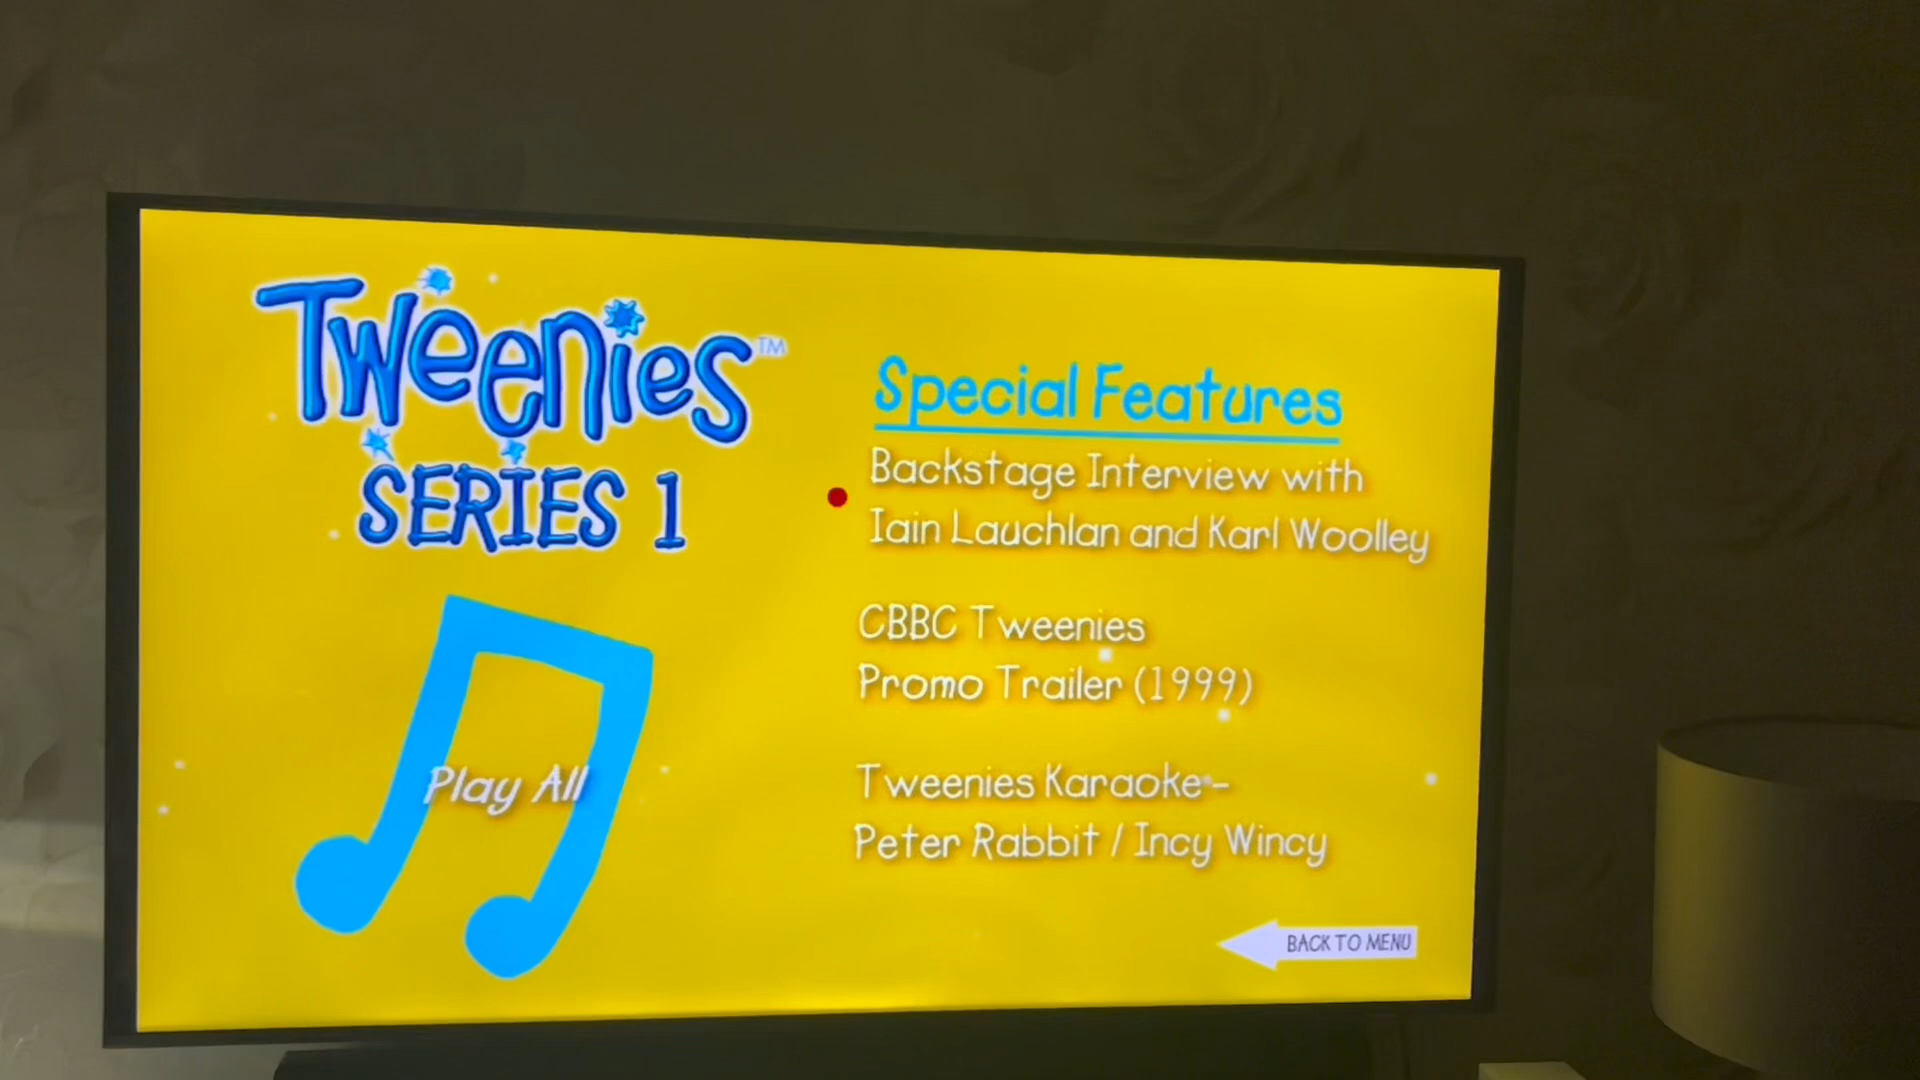 Tweenies™
SERIES 1
Play All
Special Features
Backstage Interview with
Iain Lauchlan and Karl Woolley
CBBC Tweenies
Promo Trailer (1999)
Tweenies Karaoke -
Peter Rabbit / Incy Wincy
BACK TO MENU